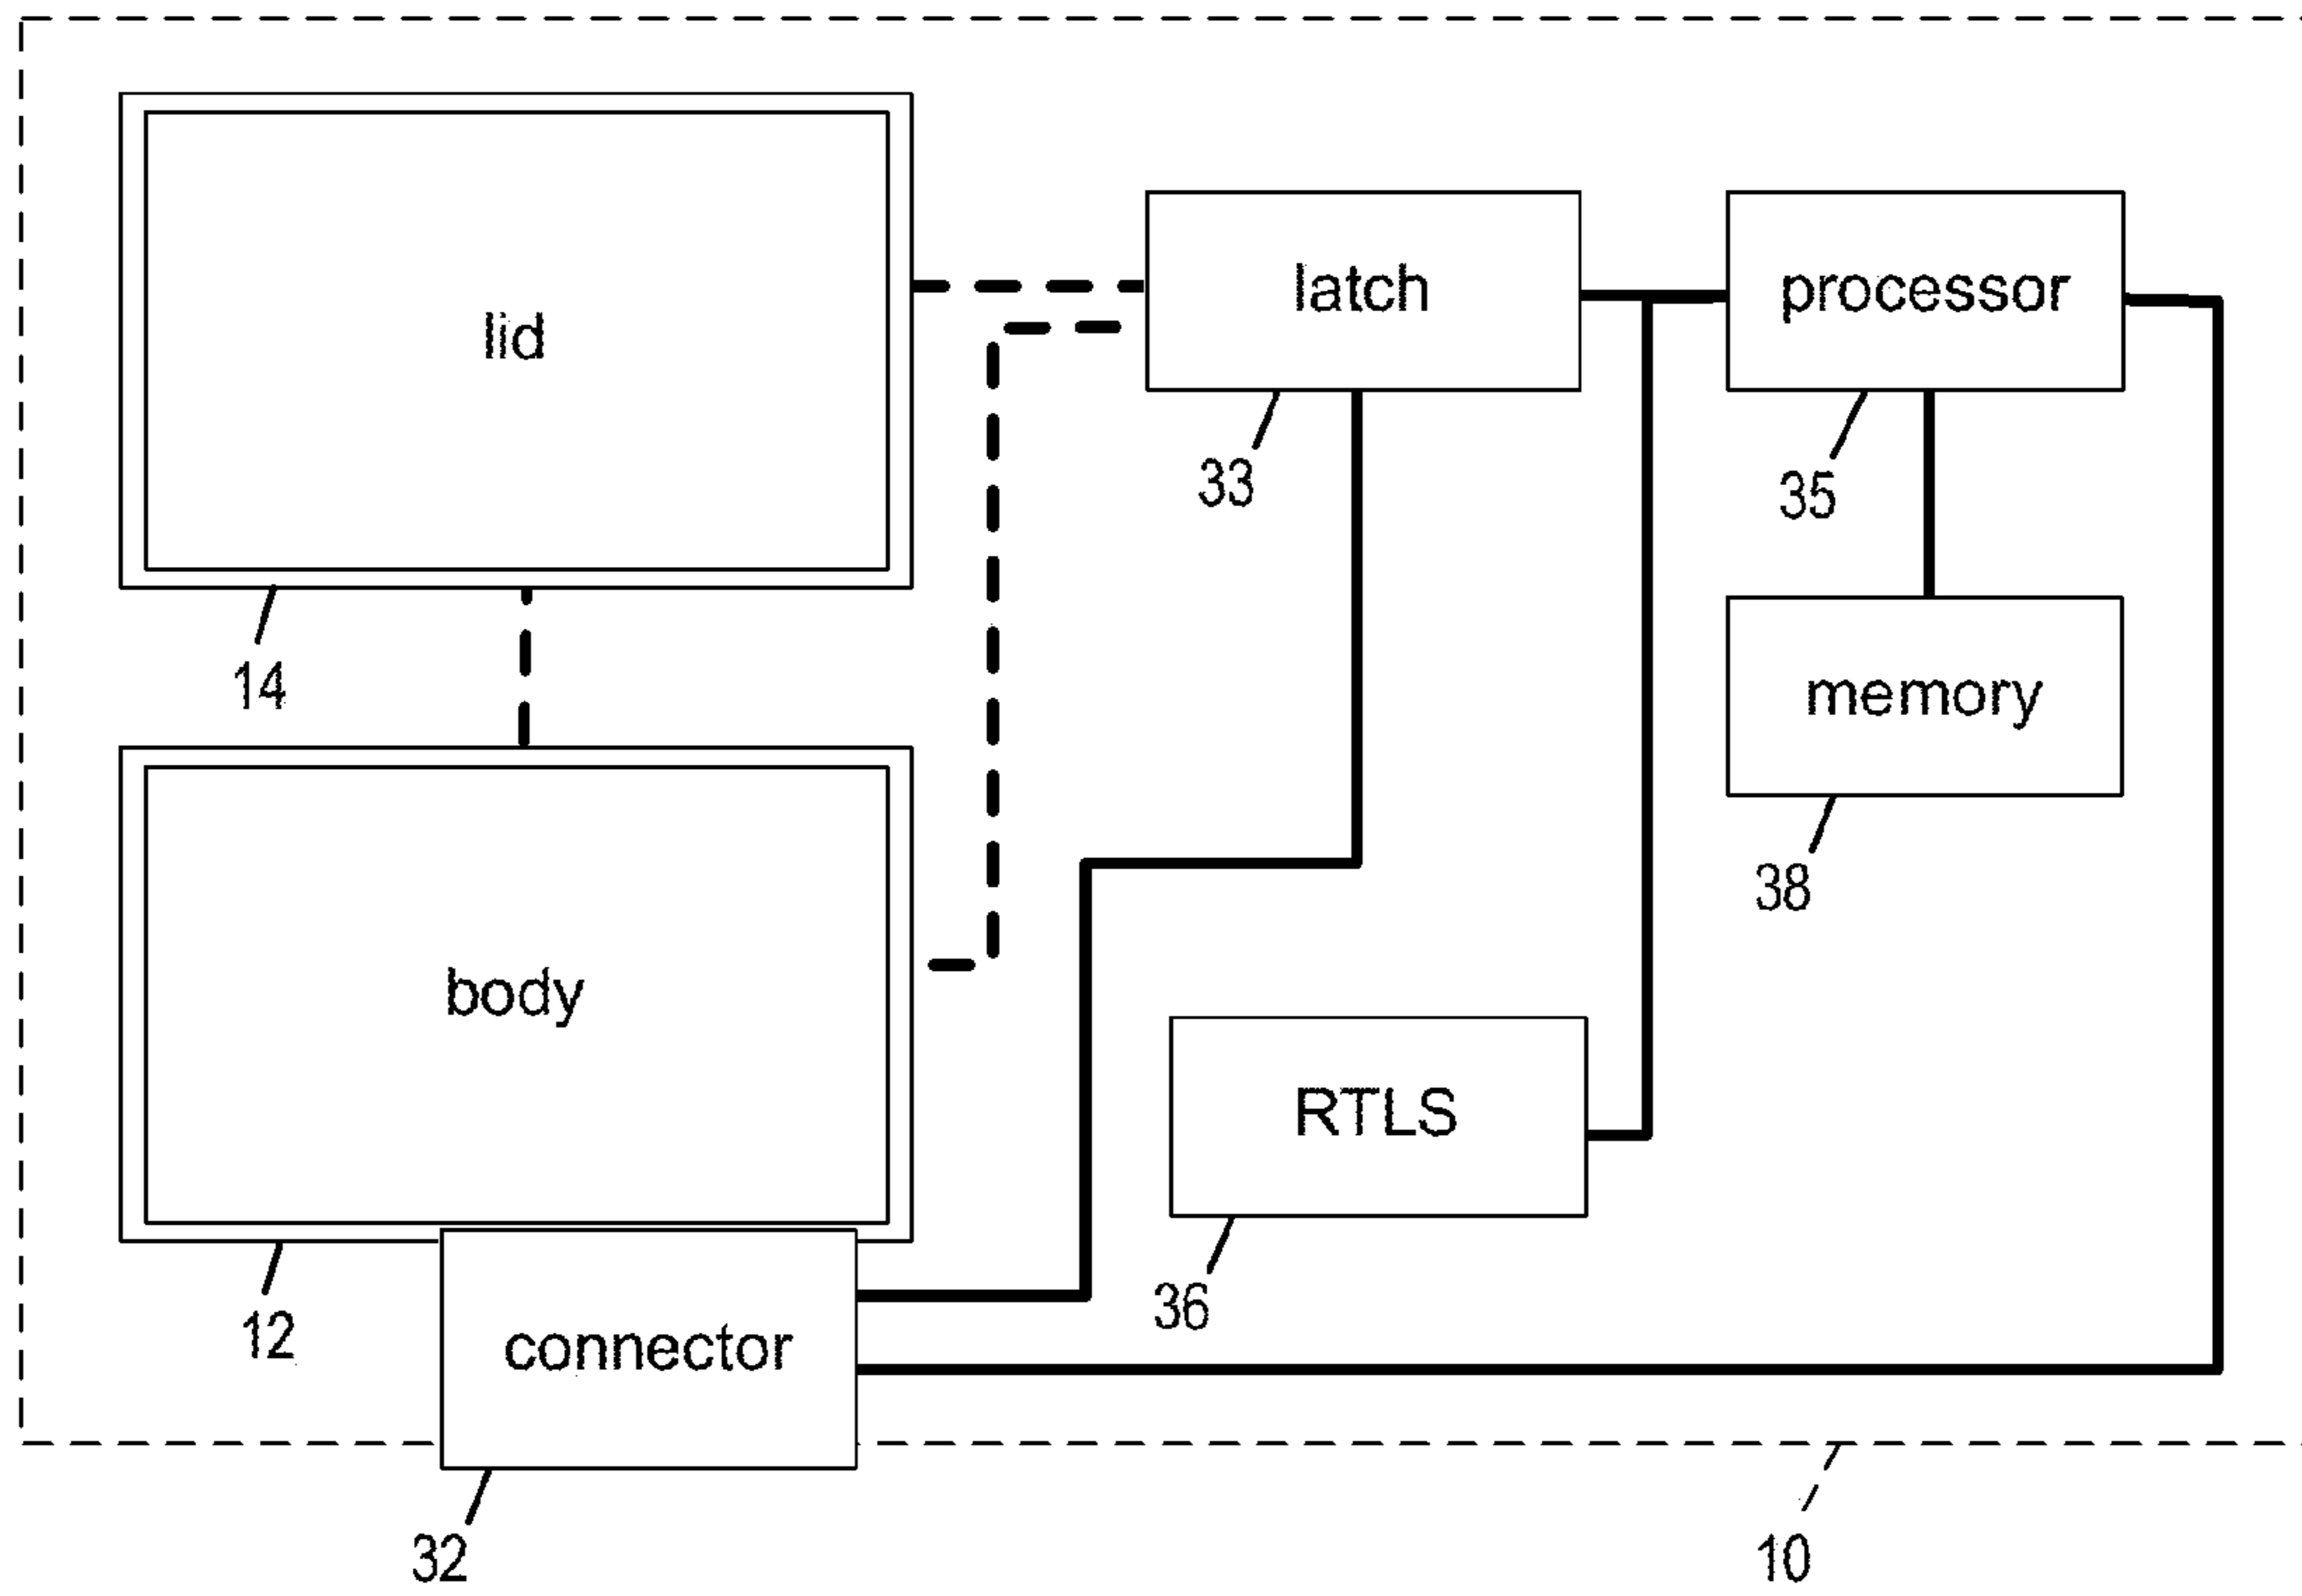 lid
latch
processor
33
35
14
memory
38
body
RTLS
36
12
connector
32
10